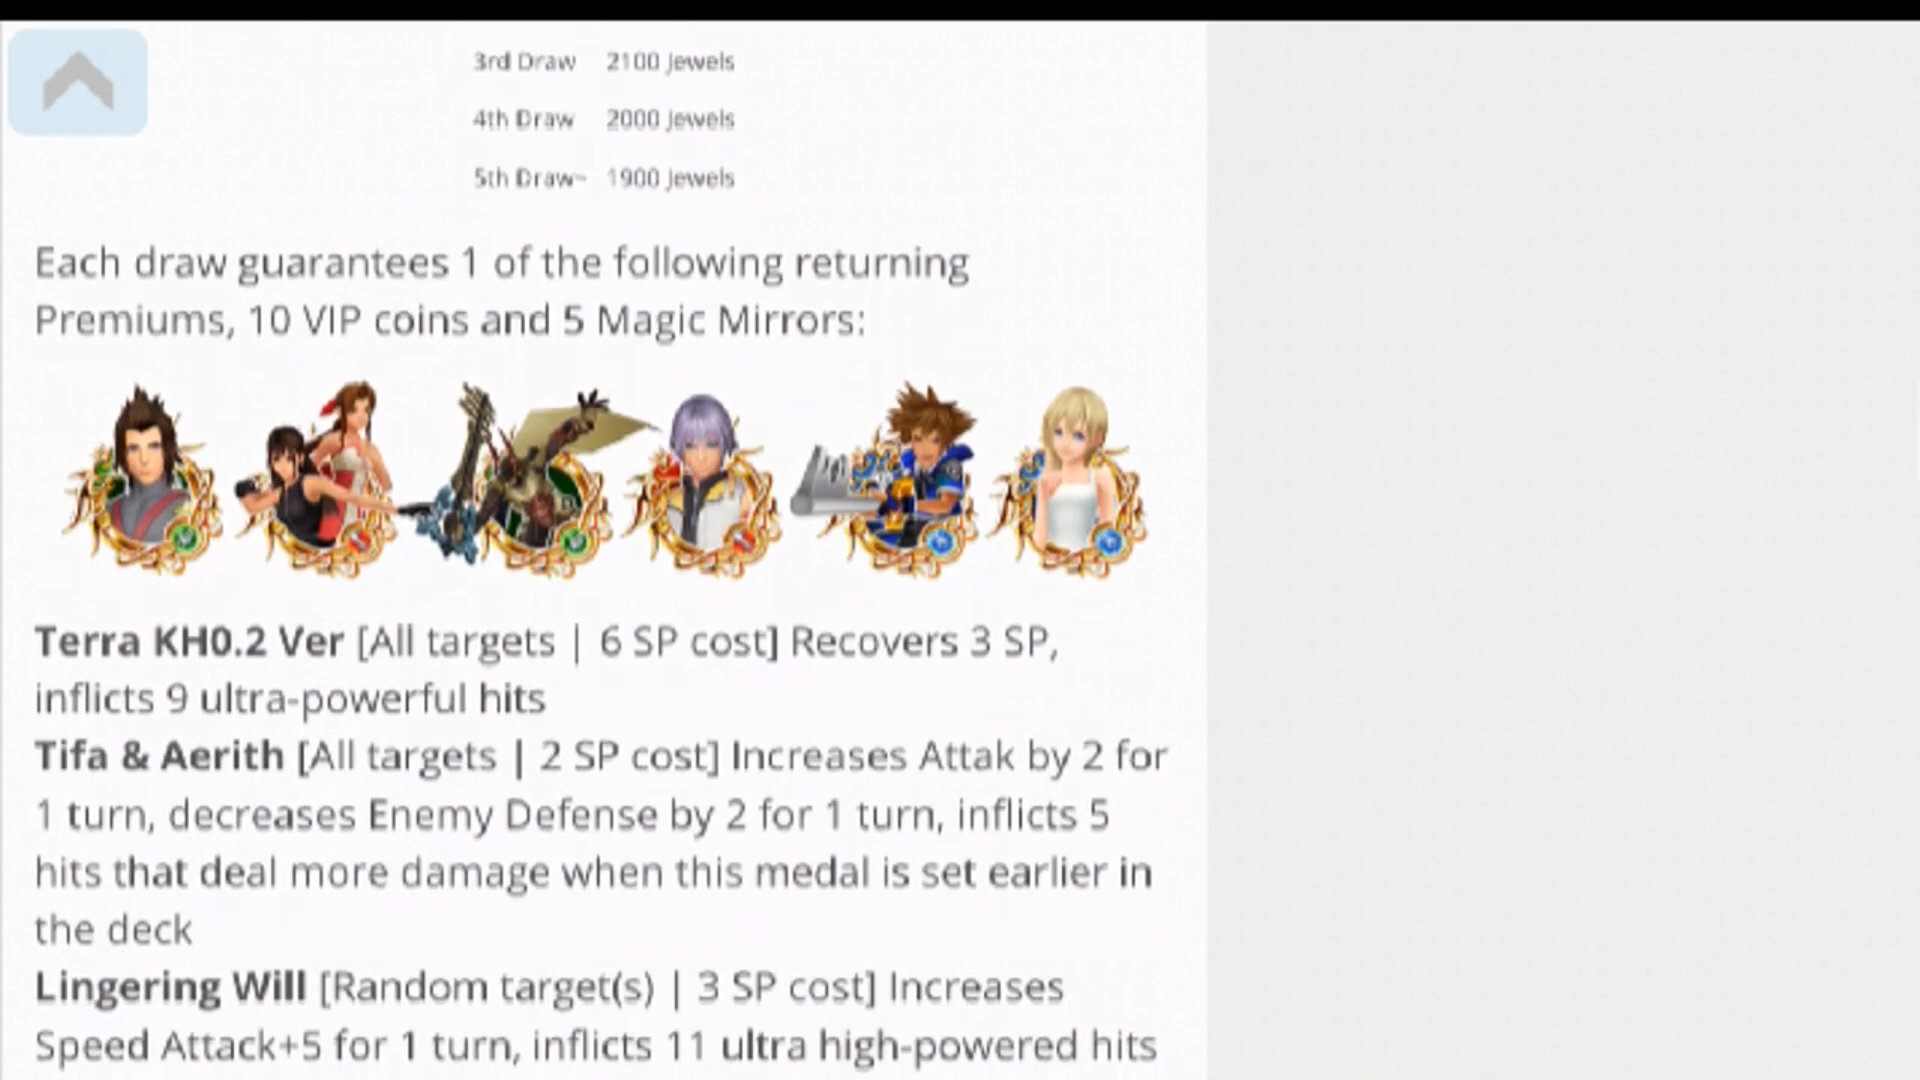 3rd Draw 2100 Jewels
4th Draw 2000 Jewels
5th Draw~ 1900 Jewels
Each draw guarantees 1 of the following returning
Premiums, 10 VIP coins and 5 Magic Mirrors:
Terra KH0.2 Ver [All targets | 6 SP cost] Recovers 3 SP,
inflicts 9 ultra-powerful hits
Tifa & Aerith [All targets | 2 SP cost] Increases Attak by 2 for
1 turn, decreases Enemy Defense by 2 for 1 turn, inflicts 5
hits that deal more damage when this medal is set earlier in
the deck
Lingering Will [Random target(s) | 3 SP cost] Increases
Speed Attack+5 for 1 turn, inflicts 11 ultra high-powered hits